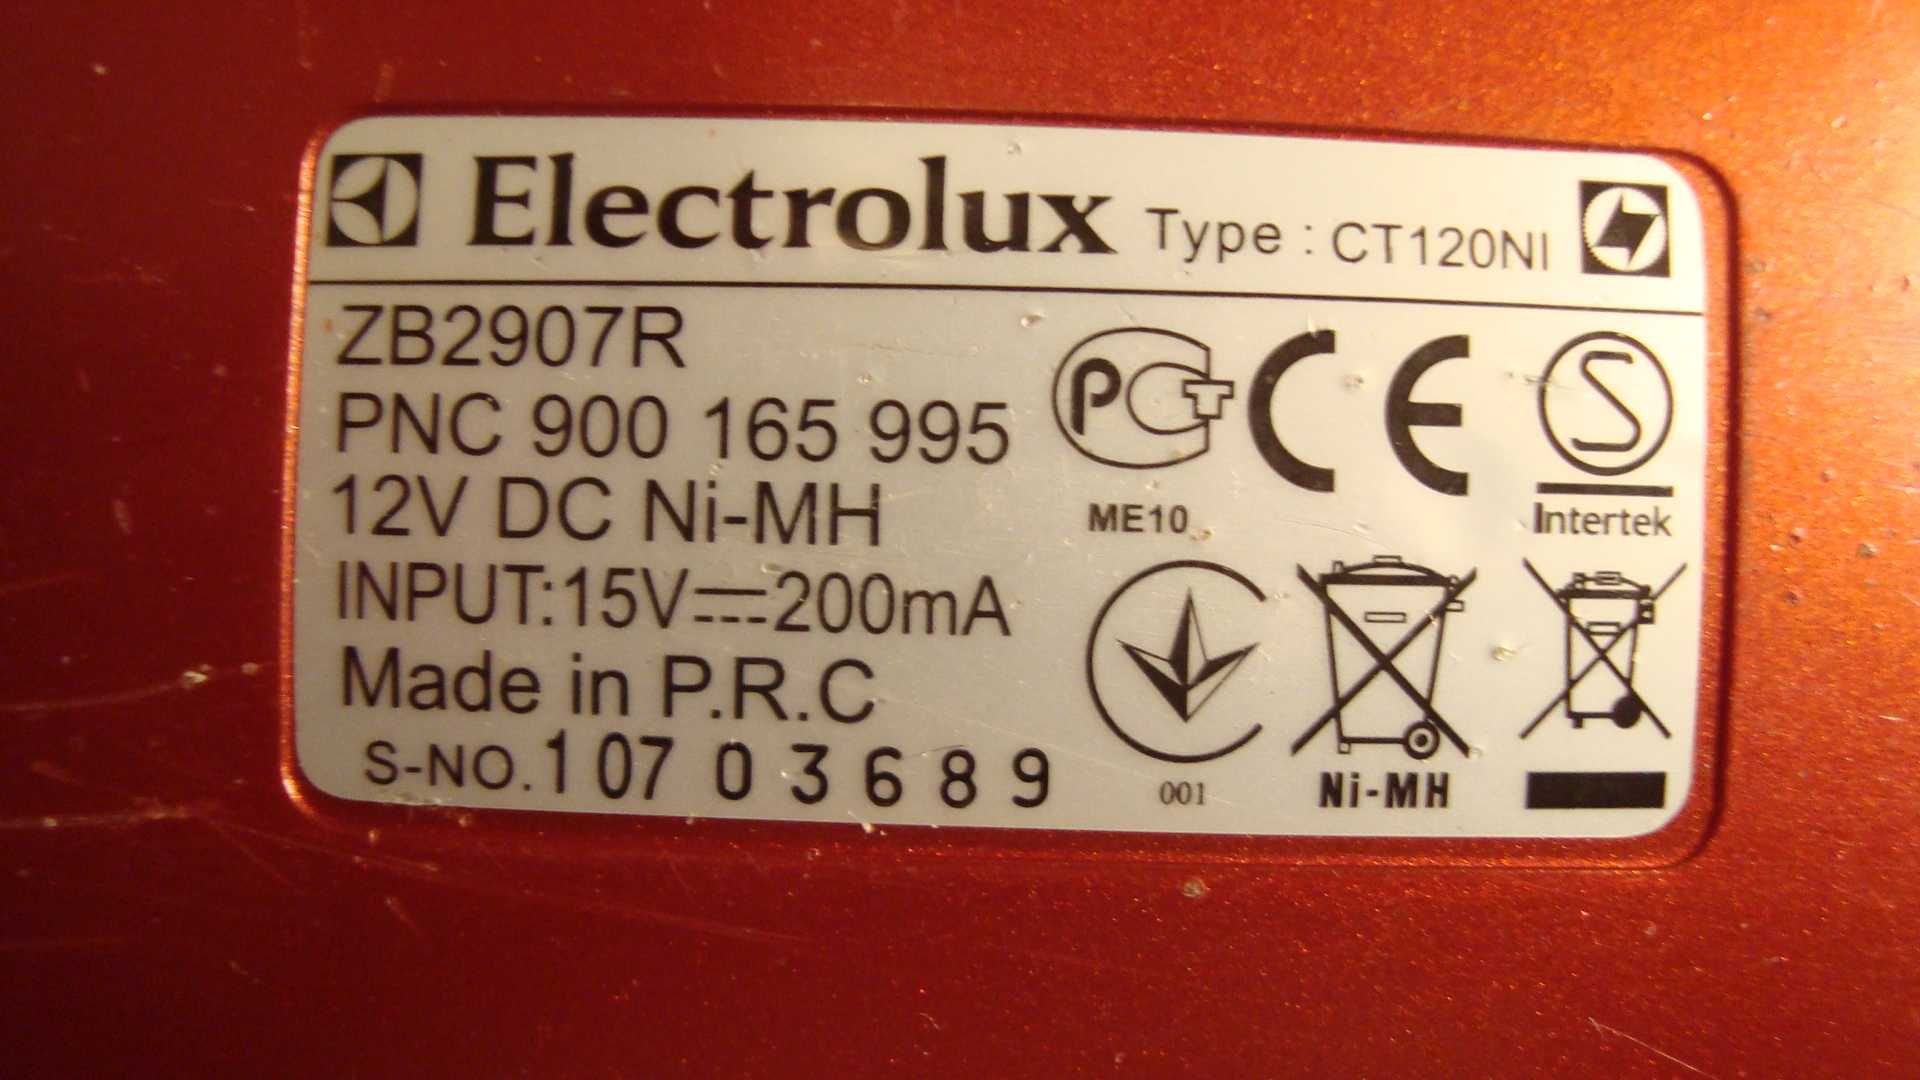 Electrolux Type : CT120NI
ZB2907R
PNC 900 165 995
12V DC Ni-MH
INPUT:15V⎓200mA
Made in P.R.C
S-NO.107 0 3 6 8 9
PCT
CE
S
Intertek
ME10
001
Ni-MH